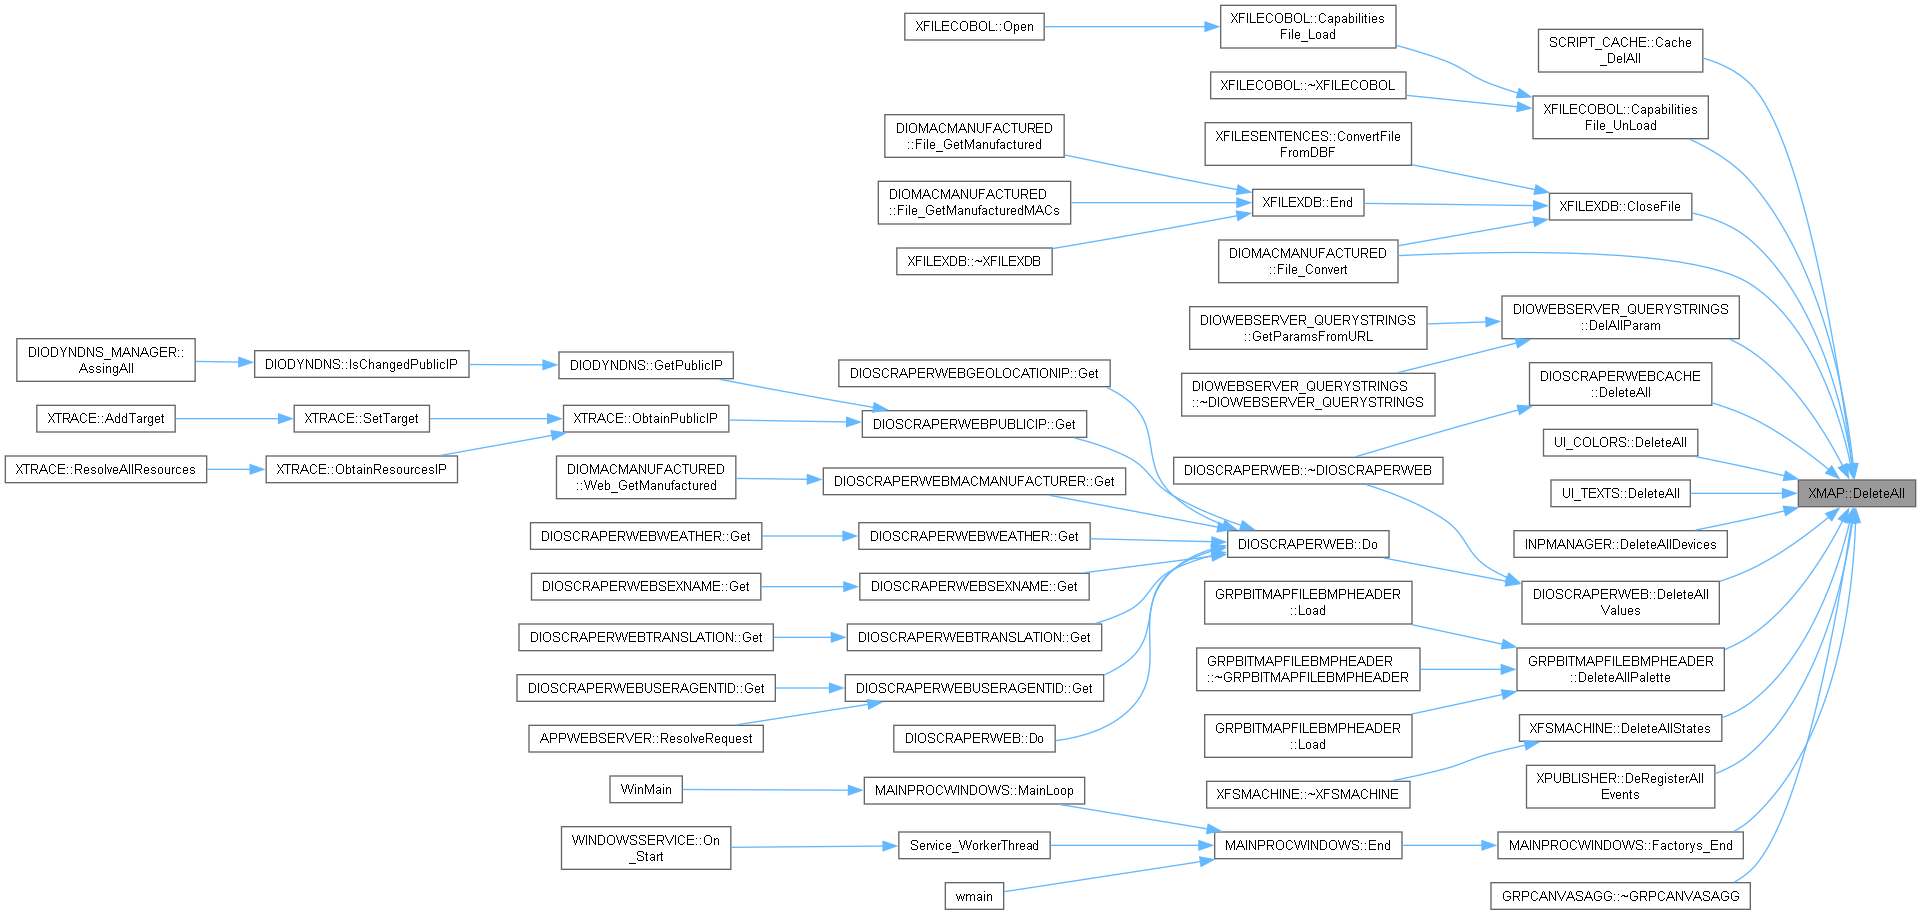 XFILECOBOL::Open
XFILECOBOL::Capabilities
File_Load
SCRIPT_CACHE::Cache
_DelAll
XFILECOBOL::~XFILECOBOL
XFILECOBOL::Capabilities
File_UnLoad
DIOMACMANUFACTURED
::File_GetManufactured
XFILESENTENCES::ConvertFile
FromDBF
DIOMACMANUFACTURED
::File_GetManufacturedMACs
XFILEXDB::End
XFILEXDB::CloseFile
XFILEXDB::~XFILEXDB
DIOMACMANUFACTURED
::File_Convert
DIOWEBSERVER_QUERYSTRINGS
::GetParamsFromURL
DIOWEBSERVER_QUERYSTRINGS
::DelAllParam
DIODYNDNS_MANAGER::
AssingAll
DIODYNDNS::IsChangedPublicIP
DIODYNDNS::GetPublicIP
DIOSCRAPERWEBGEOLOCATIONIP::Get
DIOWEBSERVER_QUERYSTRINGS
::~DIOWEBSERVER_QUERYSTRINGS
DIOSCRAPERWEBCACHE
::DeleteAll
XTRACE::AddTarget
XTRACE::SetTarget
XTRACE::ObtainPublicIP
DIOSCRAPERWEBPUBLICIP::Get
UI_COLORS::DeleteAll
XTRACE::ResolveAllResources
XTRACE::ObtainResourcesIP
DIOMACMANUFACTURED
::Web_GetManufactured
DIOSCRAPERWEBMACMANUFACTURER::Get
DIOSCRAPERWEB::~DIOSCRAPERWEB
UI_TEXTS::DeleteAll
XMAP::DeleteAll
DIOSCRAPERWEBWEATHER::Get
DIOSCRAPERWEBWEATHER::Get
DIOSCRAPERWEB::Do
INPMANAGER::DeleteAllDevices
DIOSCRAPERWEBSEXNAME::Get
DIOSCRAPERWEBSEXNAME::Get
GRPBITMAPFILEBMPHEADER
::Load
DIOSCRAPERWEB::DeleteAll
Values
DIOSCRAPERWEBTRANSLATION::Get
DIOSCRAPERWEBTRANSLATION::Get
GRPBITMAPFILEBMPHEADER
::~GRPBITMAPFILEBMPHEADER
GRPBITMAPFILEBMPHEADER
::DeleteAllPalette
DIOSCRAPERWEBUSERAGENTID::Get
DIOSCRAPERWEBUSERAGENTID::Get
APPWEBSERVER::ResolveRequest
DIOSCRAPERWEB::Do
GRPBITMAPFILEBMPHEADER
::Load
XFSMACHINE::DeleteAllStates
WinMain
MAINPROCWINDOWS::MainLoop
XFSMACHINE::~XFSMACHINE
XPUBLISHER::DeRegisterAll
Events
WINDOWSSERVICE::On
_Start
Service_WorkerThread
MAINPROCWINDOWS::End
MAINPROCWINDOWS::Factorys_End
wmain
GRPCANVASAGG::~GRPCANVASAGG